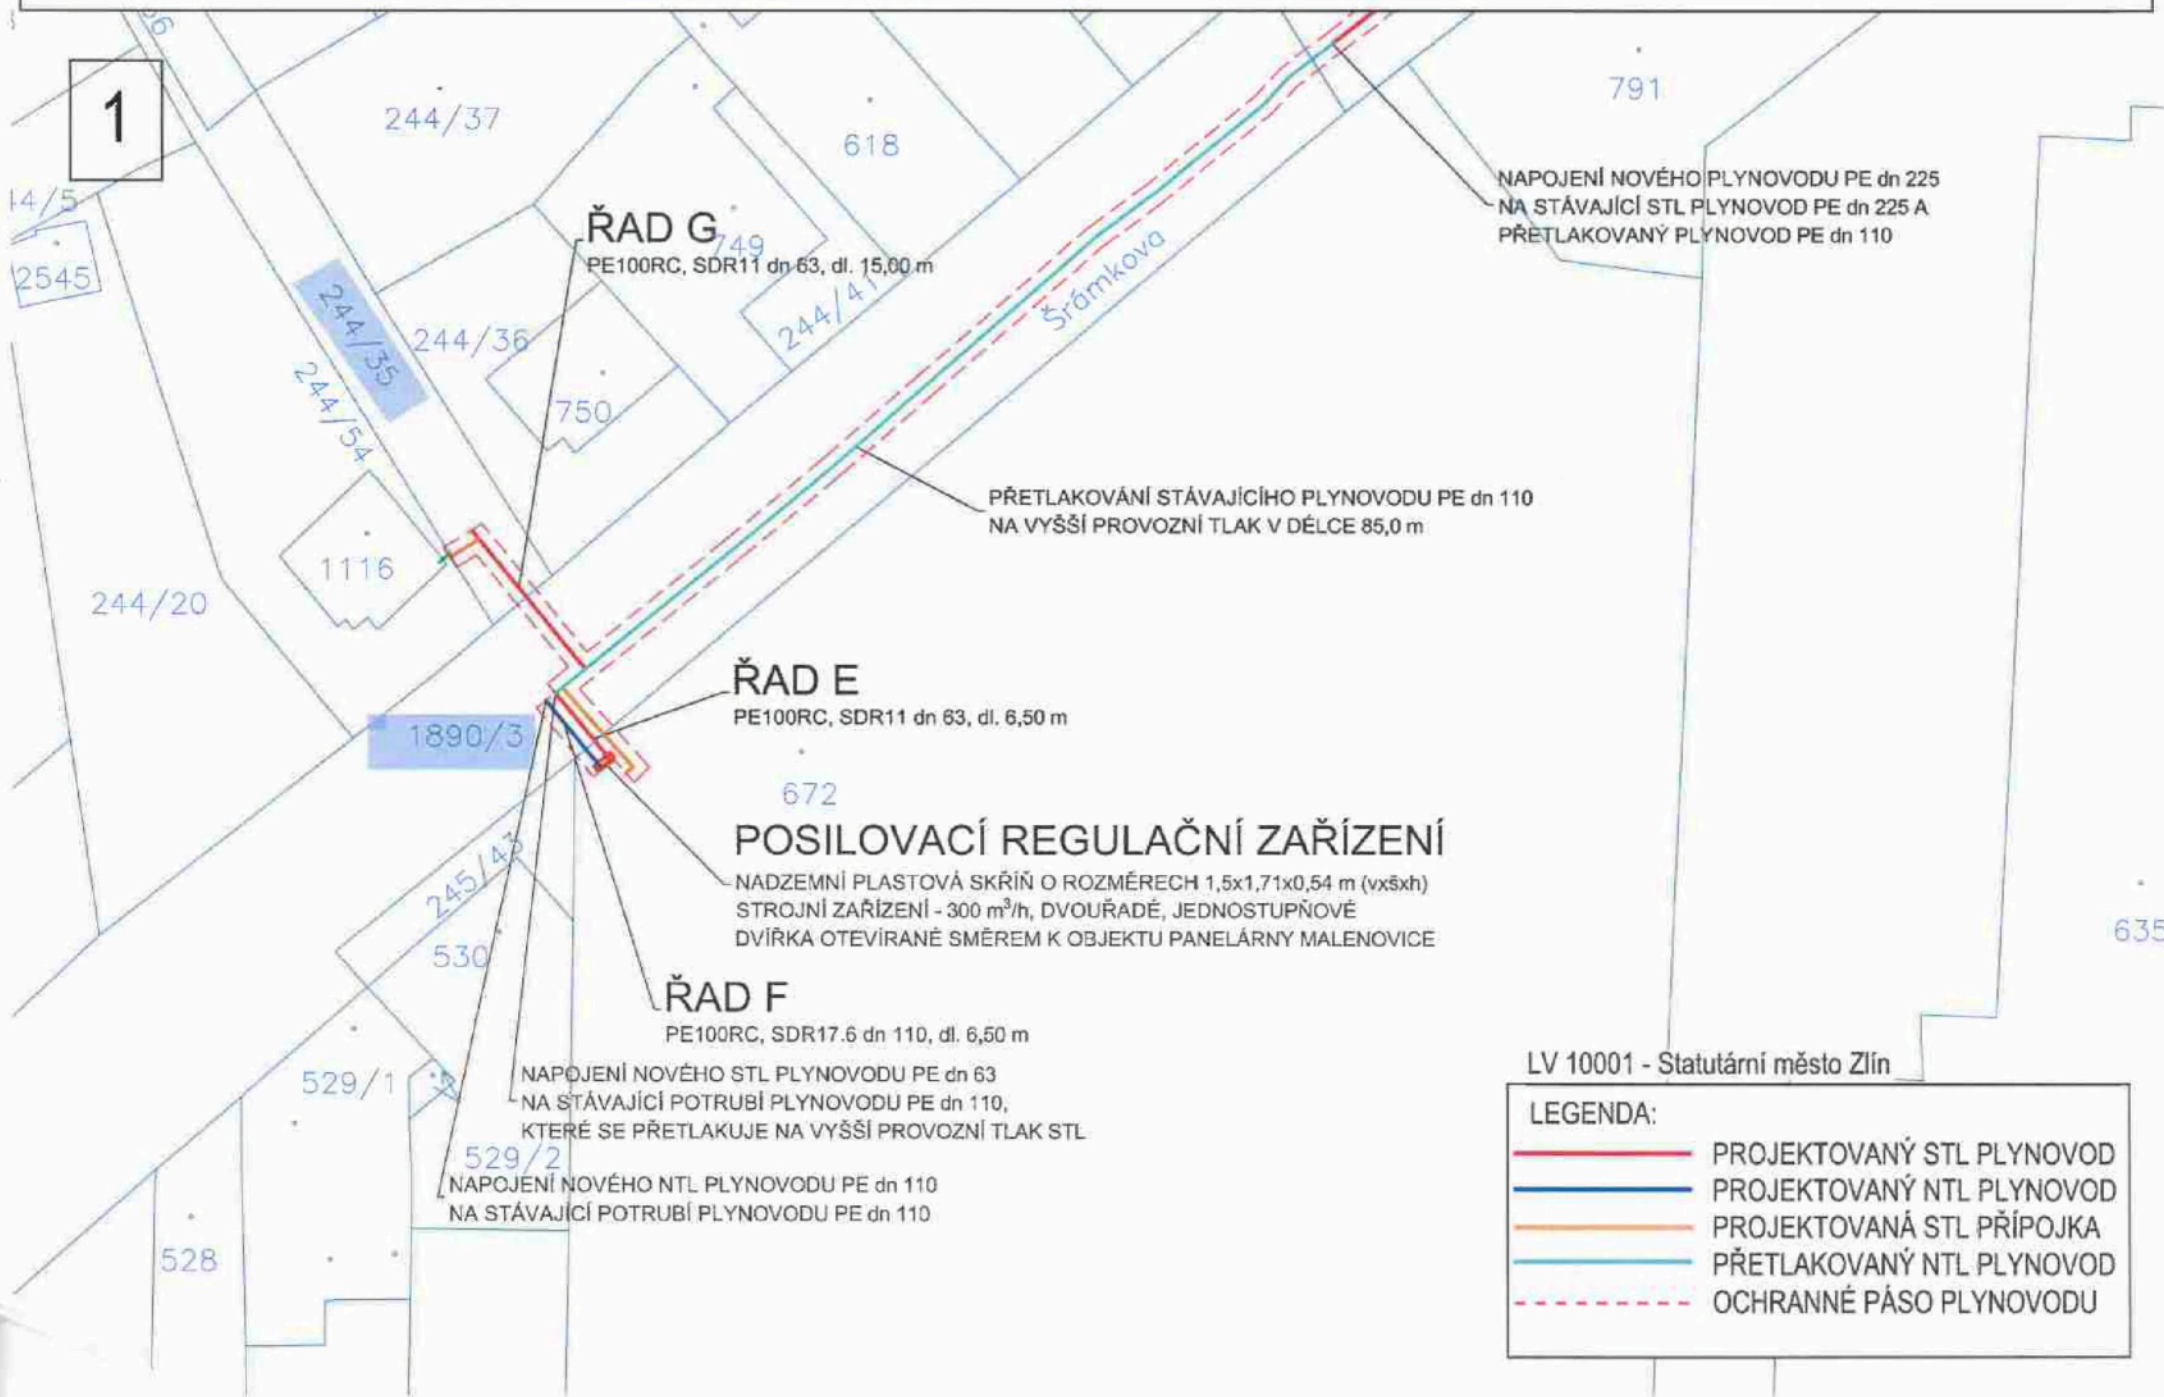 1
244/37
618
791
2545
ŘAD G
749
PE100RC, SDR11 dn 63, dl. 15,00 m
244/35
244/36
244/41
Šrámkova
NAPOJENÍ NOVÉHO PLYNOVODU PE dn 225
NA STÁVAJÍCÍ STL PLYNOVOD PE dn 225 A
PŘETLAKOVANÝ PLYNOVOD PE dn 110
244/54
750
PŘETLAKOVÁNÍ STÁVAJÍCÍHO PLYNOVODU PE dn 110
NA VYŠŠÍ PROVOZNÍ TLAK V DÉLCE 85,0 m
1116
244/20
ŘAD E
PE100RC, SDR11 dn 63, dl. 6,50 m
1890/3
672
POSILOVACÍ REGULAČNÍ ZAŘÍZENÍ
NADZEMNÍ PLASTOVÁ SKŘÍŇ O ROZMĚRECH 1,5x1,71x0,54 m (vxšxh)
STROJNÍ ZAŘÍZENÍ - 300 m³/h, DVOUŘADÉ, JEDNOSTUPŇOVÉ
DVÍŘKA OTEVÍRANÉ SMĚREM K OBJEKTU PANELÁRNY MALENOVICE
245/43
530
635
ŘAD F
PE100RC, SDR17.6 dn 110, dl. 6,50 m
529/1
NAPOJENÍ NOVÉHO STL PLYNOVODU PE dn 63
NA STÁVAJÍCÍ POTRUBÍ PLYNOVODU PE dn 110,
KTERÉ SE PŘETLAKUJE NA VYŠŠÍ PROVOZNÍ TLAK STL
529/2
NAPOJENÍ NOVÉHO NTL PLYNOVODU PE dn 110
NA STÁVAJÍCÍ POTRUBÍ PLYNOVODU PE dn 110
528
LV 10001 - Statutární město Zlín
LEGENDA:
PROJEKTOVANÝ STL PLYNOVOD
PROJEKTOVANÝ NTL PLYNOVOD
PROJEKTOVANÁ STL PŘÍPOJKA
PŘETLAKOVANÝ NTL PLYNOVOD
OCHRANNÉ PÁSO PLYNOVODU